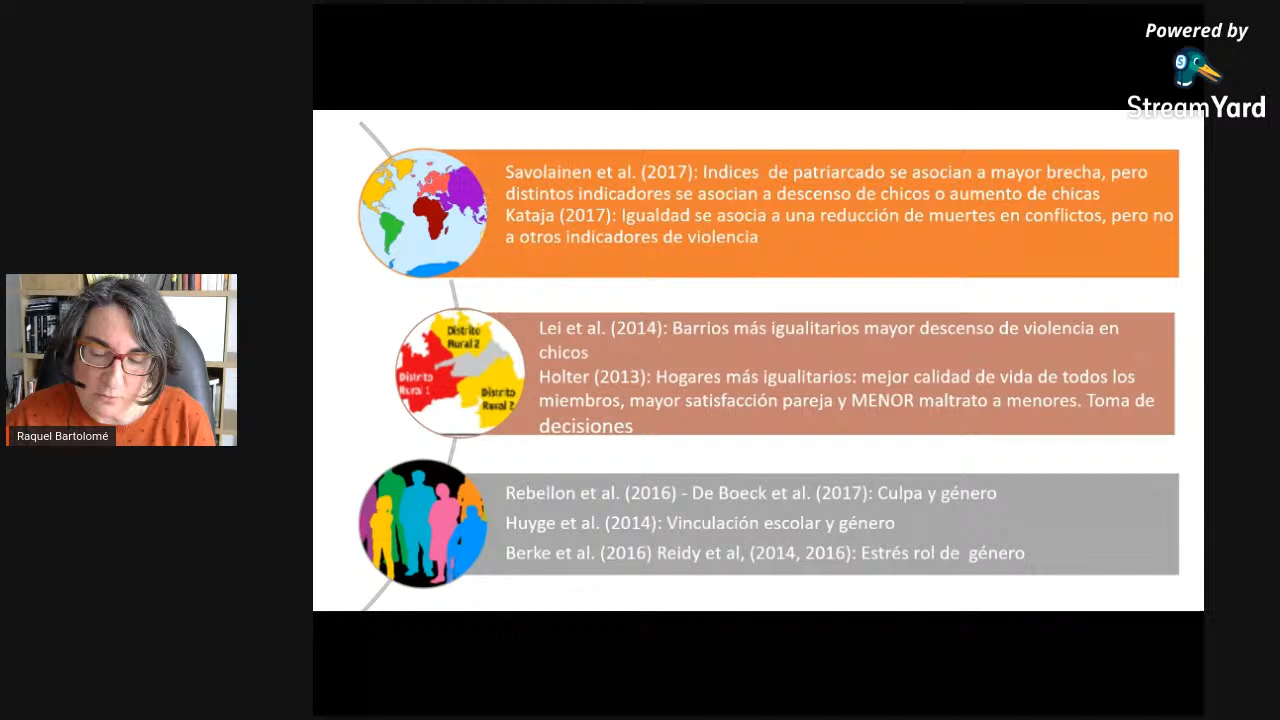 Powered by
StreamYard
Savolainen et al. (2017): Indices  de patriarcado se asocian a mayor brecha, pero
distintos indicadores se asocian a descenso de chicos o aumento de chicas
Kataja (2017): Igualdad se asocia a una reducción de muertes en conflictos, pero no
a otros indicadores de violencia
Distrito
Rural 2
Distrito
Rural 1
Distrito
Rural 2
Lei et al. (2014): Barrios más igualitarios mayor descenso de violencia en
chicos
Holter (2013): Hogares más igualitarios: mejor calidad de vida de todos los
miembros, mayor satisfacción pareja y MENOR maltrato a menores. Toma de
decisiones
Raquel Bartolomé
Rebellon et al. (2016) - De Boeck et al. (2017): Culpa y género
Huyge et al. (2014): Vinculación escolar y género
Berke et al. (2016) Reidy et al, (2014, 2016): Estrés rol de  género